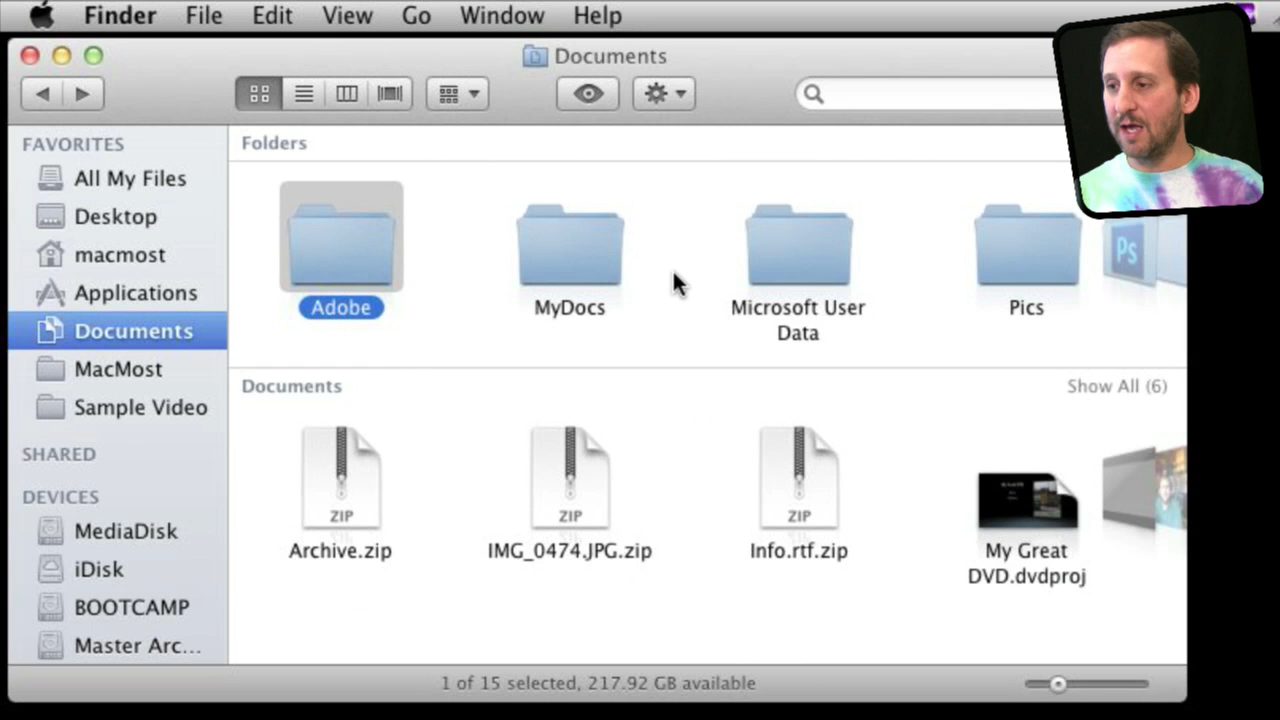 Finder File Edit View Go Window Help
Documents
FAVORITES
All My Files
Desktop
macmost
Applications
Documents
MacMost
Sample Video
SHARED
DEVICES
MediaDisk
iDisk
BOOTCAMP
Master Arc...
Folders
Adobe
MyDocs
Microsoft User
Data
Pics
Ps
Documents
Show All (6)
ZIP
Archive.zip
ZIP
IMG_0474.JPG.zip
ZIP
Info.rtf.zip
My Great
DVD.dvdproj
1 of 15 selected, 217.92 GB available